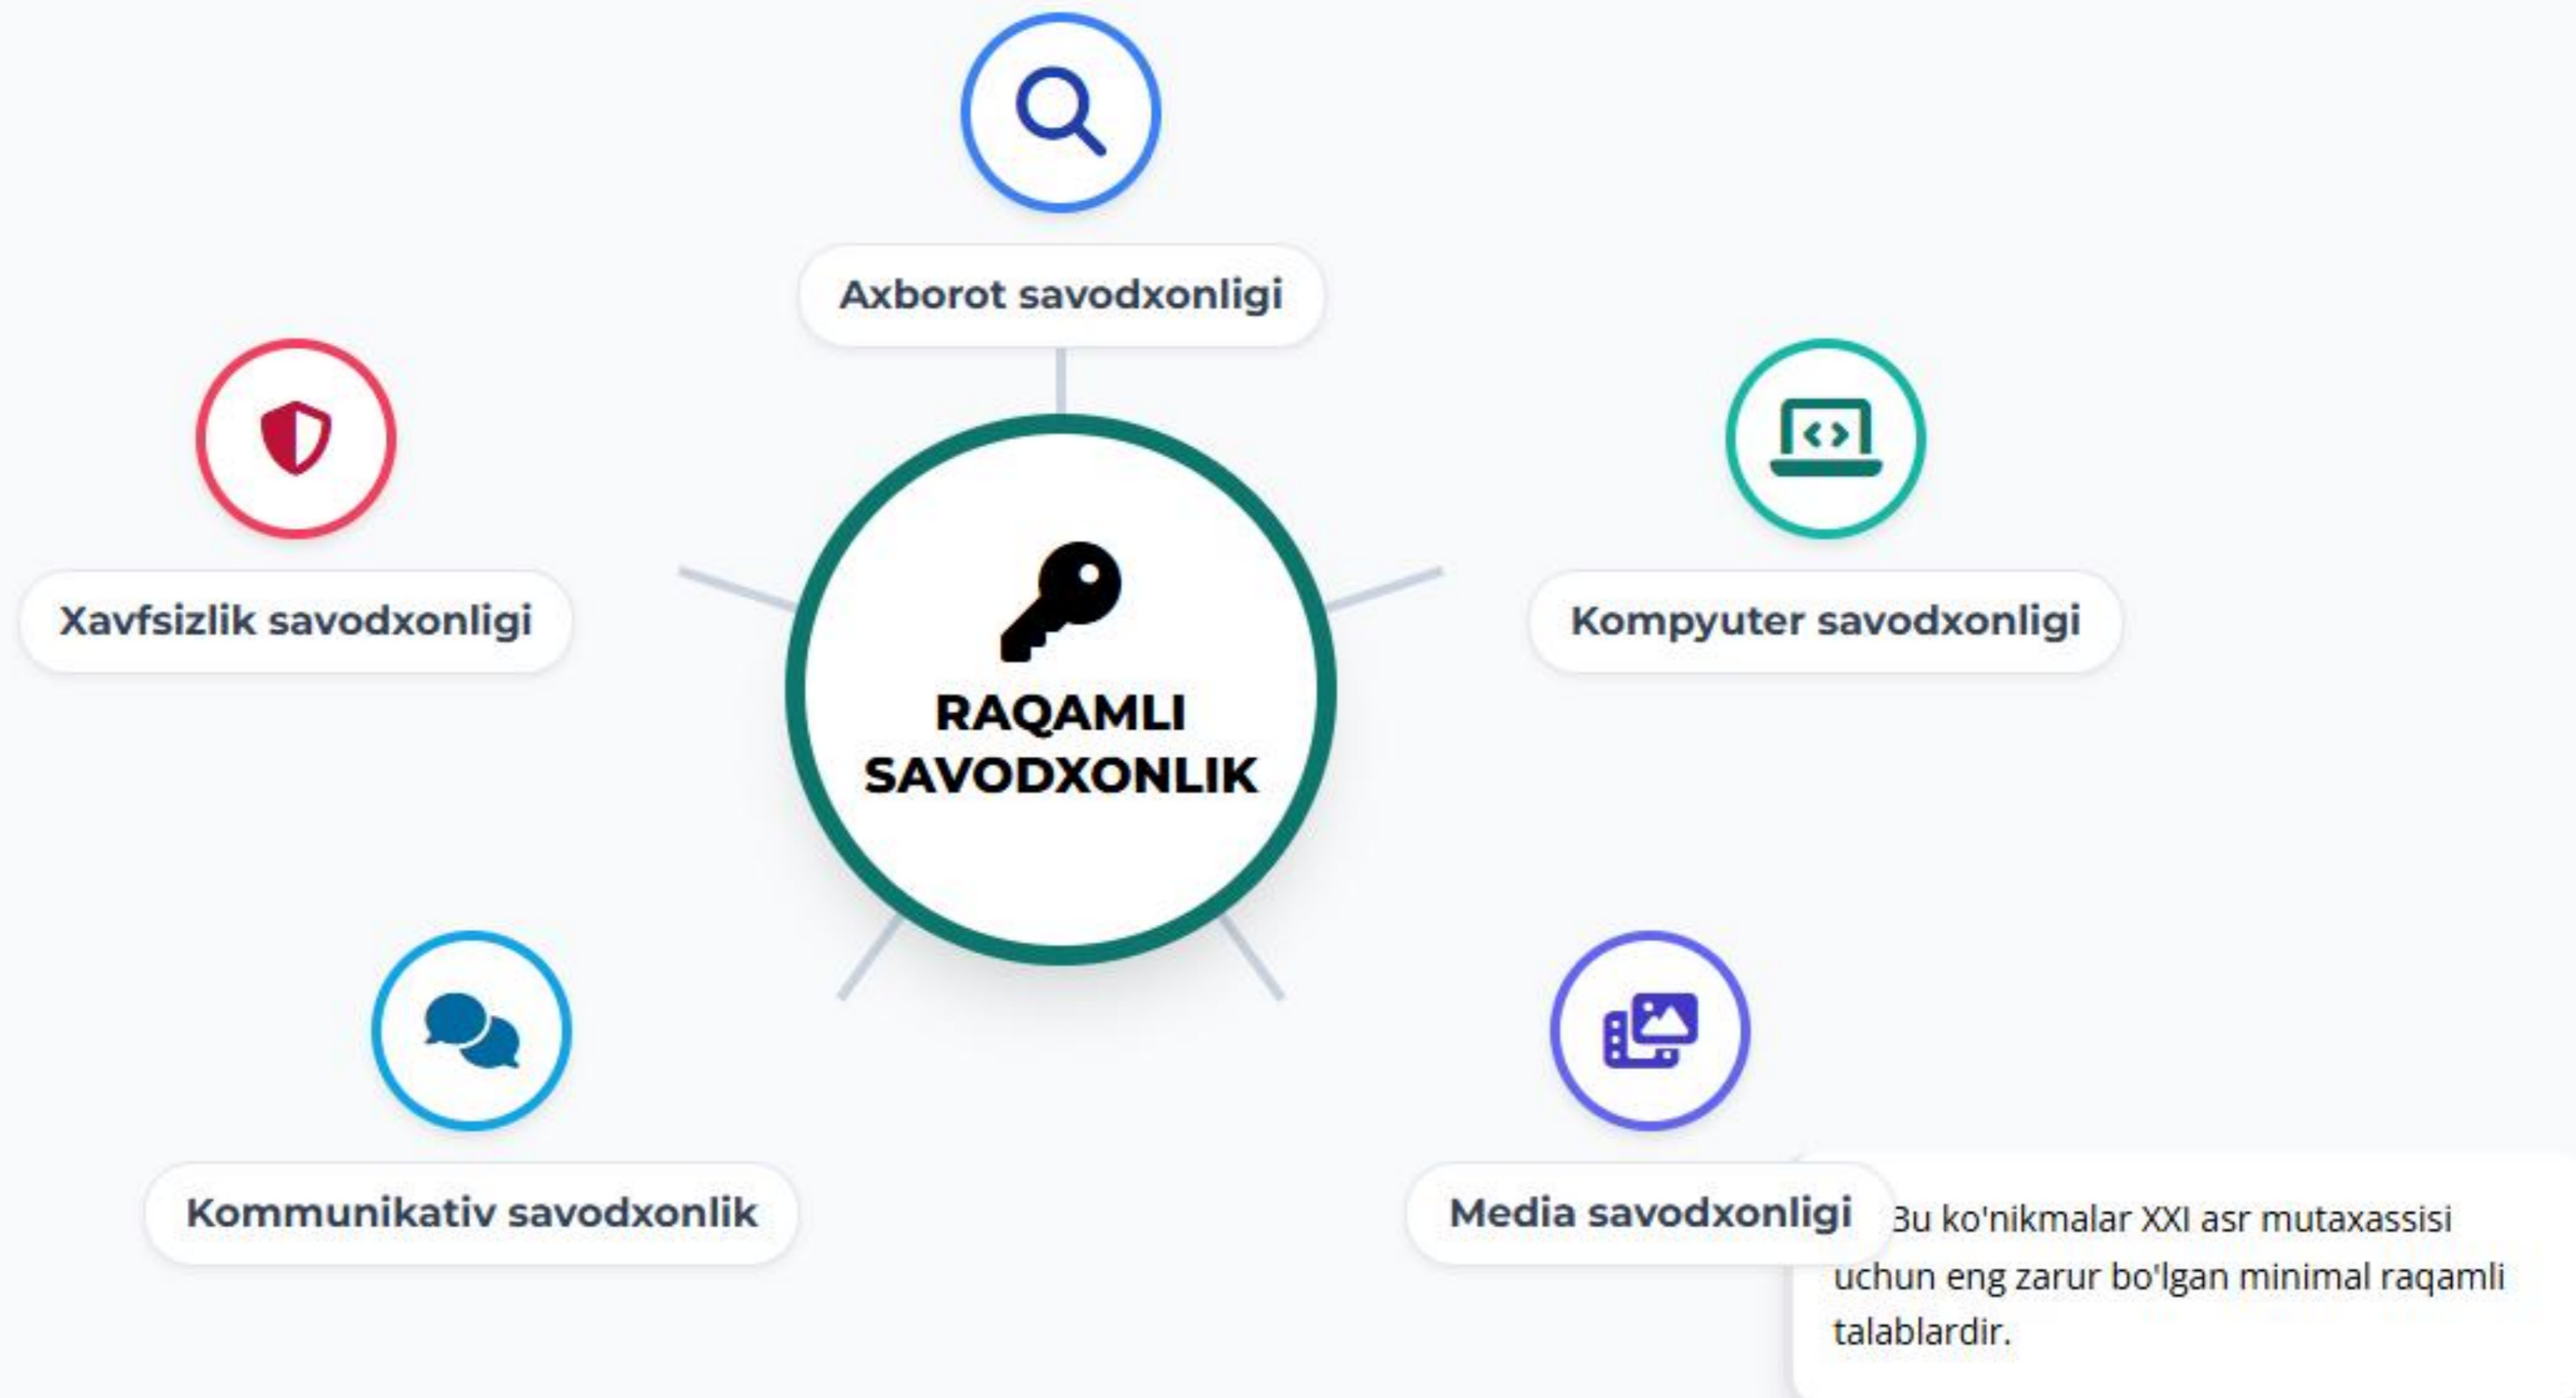 Axborot savodxonligi
Xavfsizlik savodxonligi
Kompyuter savodxonligi
RAQAMLI
SAVODXONLIK
Kommunikativ savodxonlik
Media savodxonligi
Bu ko'nikmalar XXI asr mutaxassisi
uchun eng zarur bo'lgan minimal raqamli
talablardir.